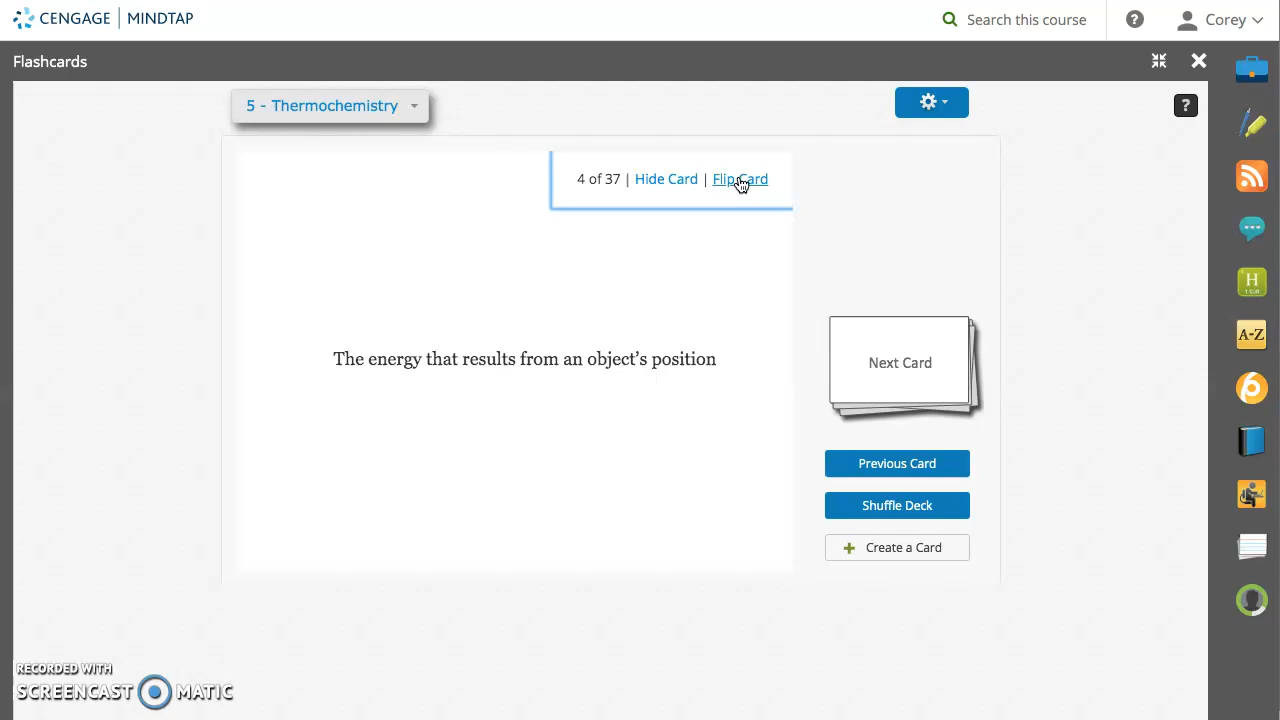 CENGAGE | MINDTAP
Search this course
?
Corey
Flashcards
5 - Thermochemistry
?
4 of 37 | Hide Card | Flip Card
The energy that results from an object's position
Next Card
Previous Card
Shuffle Deck
+ Create a Card
H
A-Z
RECORDED WITH
SCREENCAST MATIC